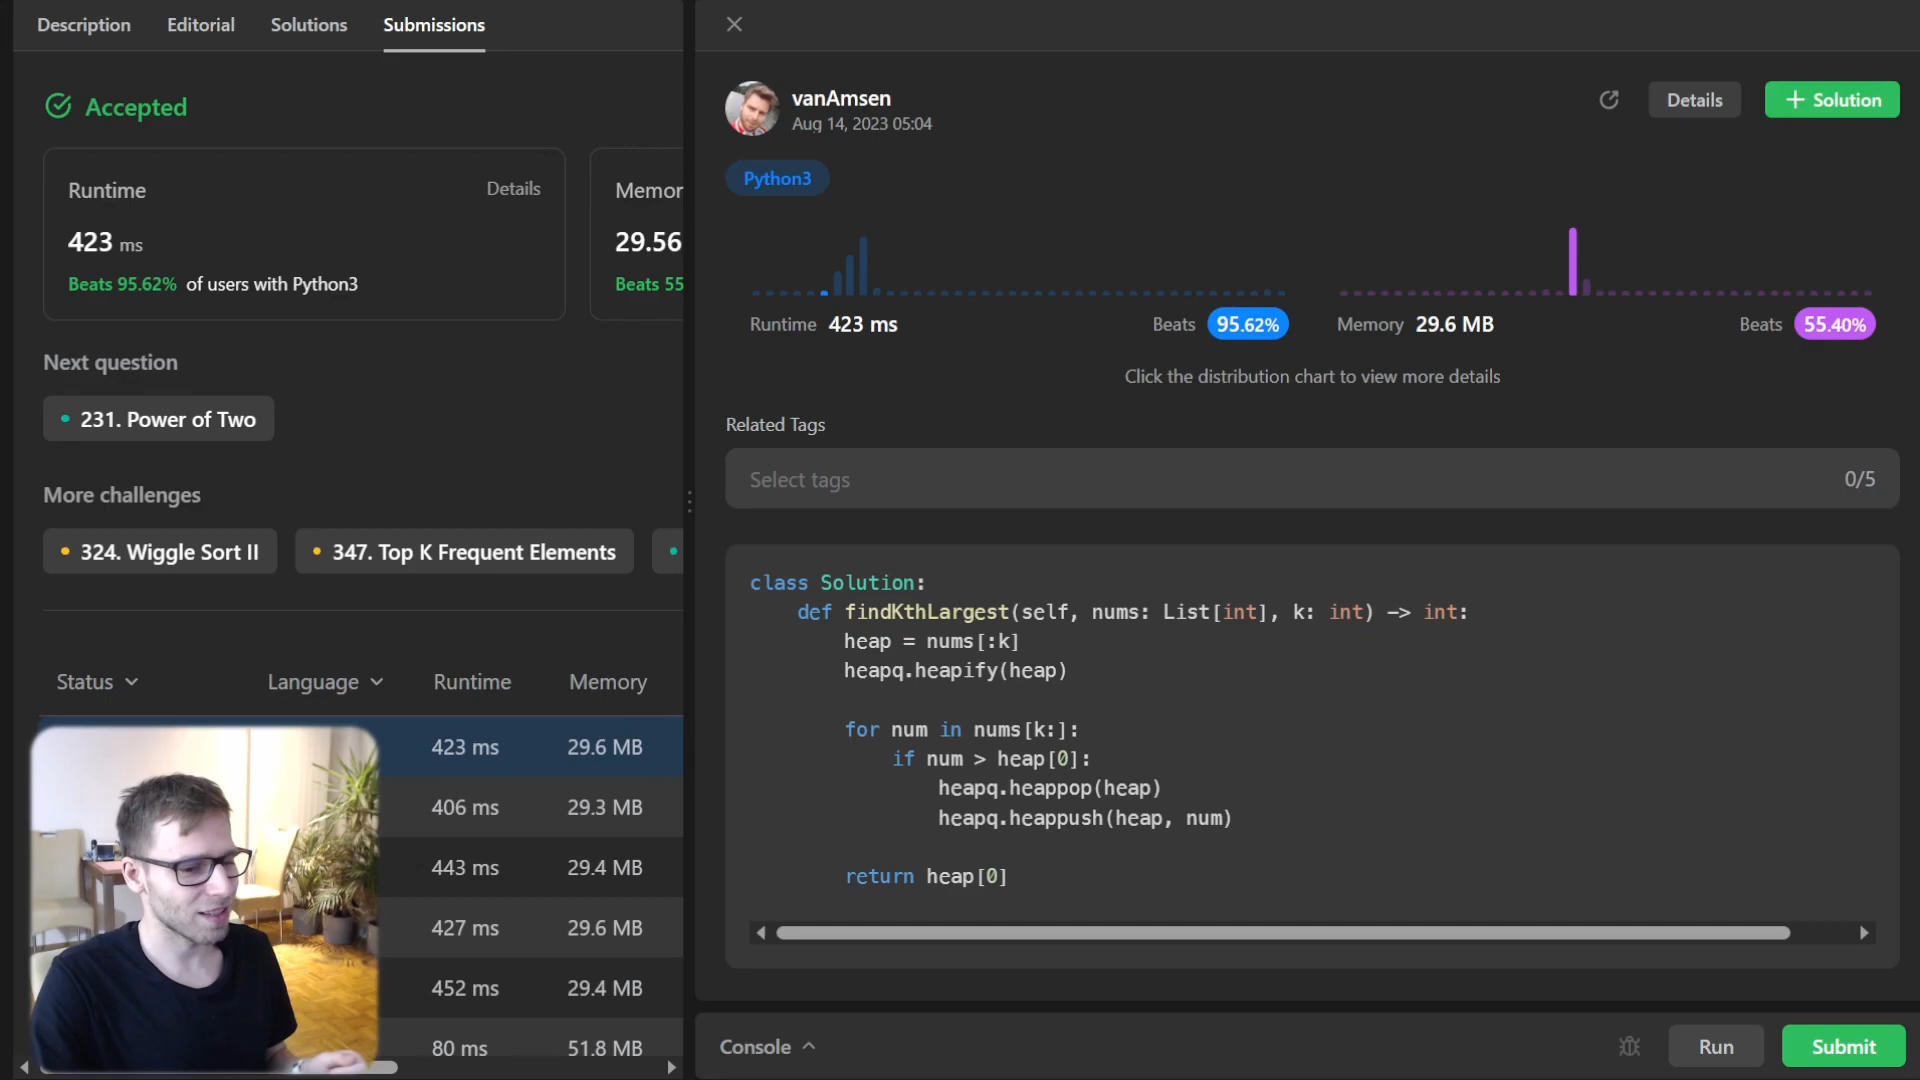 Description Editorial Solutions Submissions
Accepted
Runtime Details
423 ms
Beats 95.62% of users with Python3
Memor
29.56
Beats 55
Next question
231. Power of Two
More challenges
324. Wiggle Sort II 347. Top K Frequent Elements
Status Language Runtime Memory
423 ms 29.6 MB
406 ms 29.3 MB
443 ms 29.4 MB
427 ms 29.6 MB
452 ms 29.4 MB
80 ms 51.8 MB
vanAmsen
Aug 14, 2023 05:04
Details + Solution
Python3
Runtime 423 ms Beats 95.62% Memory 29.6 MB Beats 55.40%
Click the distribution chart to view more details
Related Tags
Select tags 0/5
class Solution:
def findKthLargest(self, nums: List[int], k: int) -> int:
heap = nums[:k]
heapq.heapify(heap)
for num in nums[k:]:
if num > heap[0]:
heapq.heappop(heap)
heapq.heappush(heap, num)
return heap[0]
Console Run Submit